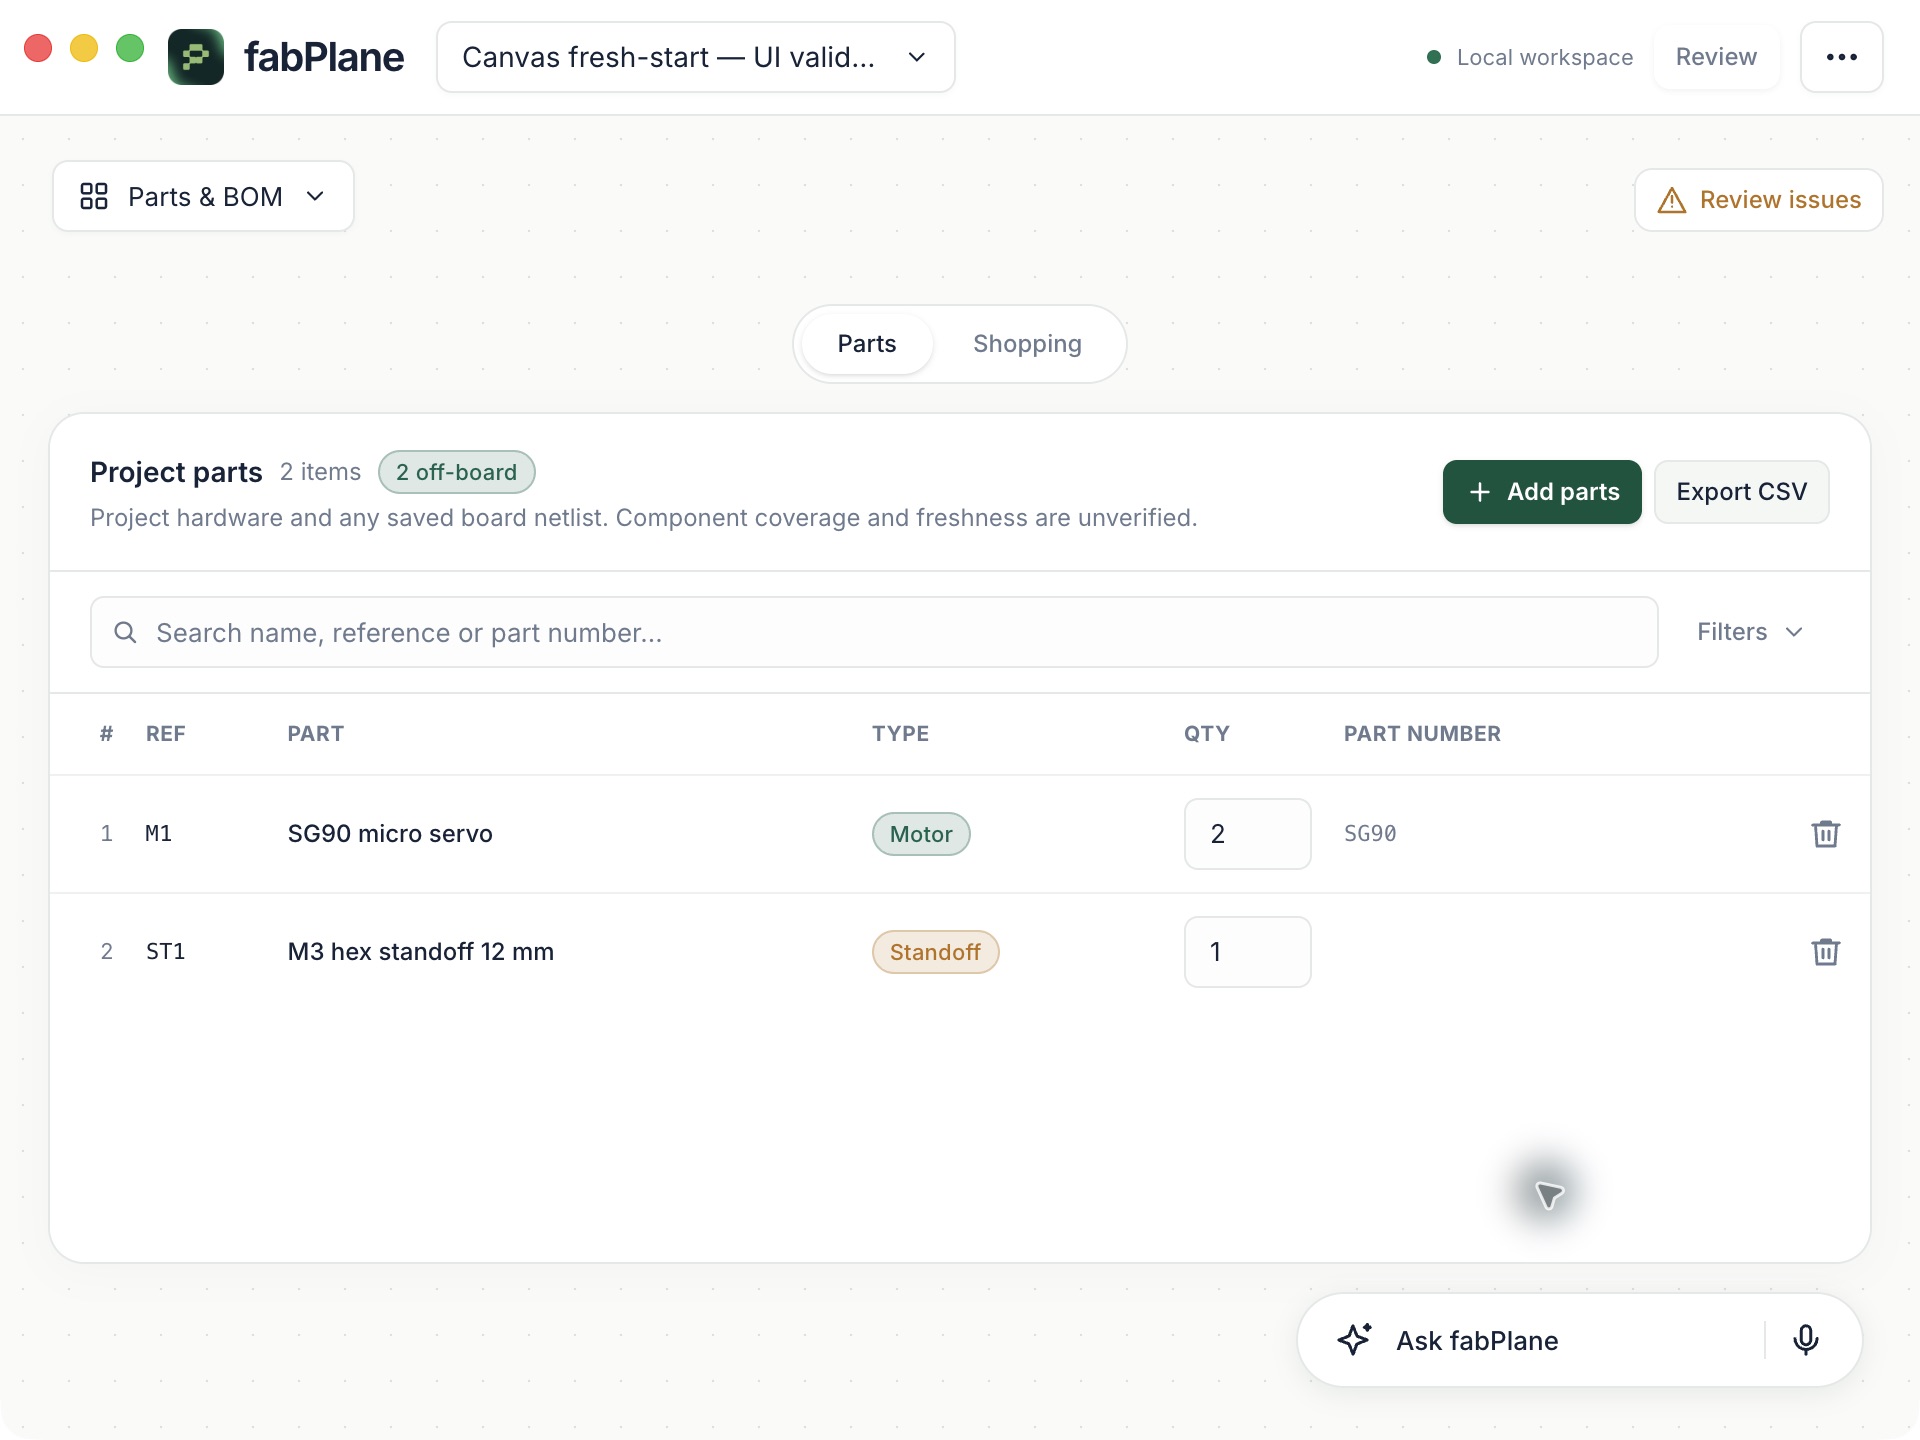 fabPlane
Canvas fresh-start — UI valid...
Local workspace
Review
Parts & BOM
Review issues
Parts
Shopping
Project parts 2 items 2 off-board
Project hardware and any saved board netlist. Component coverage and freshness are unverified.
Add parts
Export CSV
Search name, reference or part number...
Filters
# REF PART TYPE QTY PART NUMBER
1 M1 SG90 micro servo Motor 2 SG90
2 ST1 M3 hex standoff 12 mm Standoff 1
Ask fabPlane